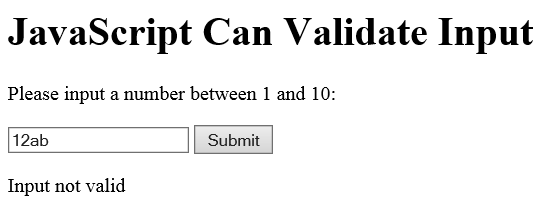 JavaScript Can Validate Input
Please input a number between 1 and 10:
12ab Submit
Input not valid